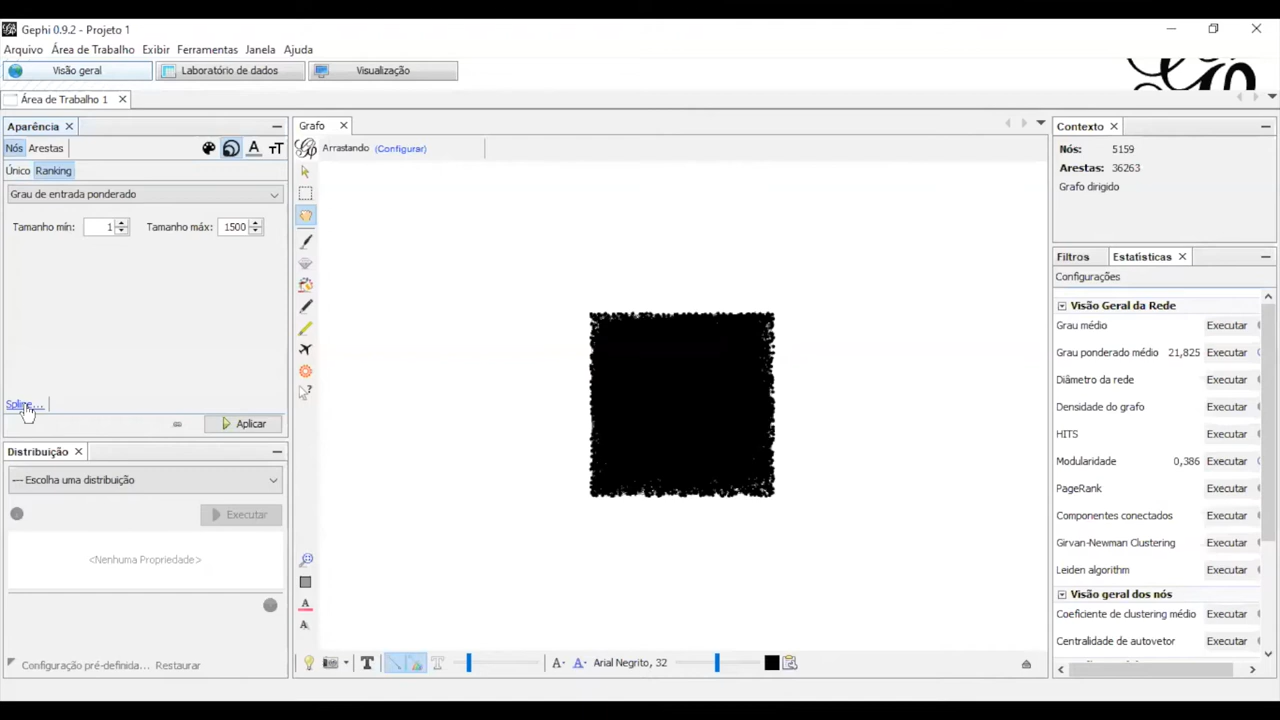 Gephi 0.9.2 - Projeto 1
Arquivo Área de Trabalho Exibir Ferramentas Janela Ajuda
Visão geral Laboratório de dados Visualização
Área de Trabalho 1
Aparência
Nós Arestas
Único Ranking
Grau de entrada ponderado
Tamanho mín: 1 Tamanho máx: 1500
Spline...
Aplicar
Distribuição
--- Escolha uma distribuição
Executar
<Nenhuma Propriedade>
Configuração pré-definida... Restaurar
Grafo
Arrastando (Configurar)
Arial Negrito, 32
Contexto
Nós: 5159
Arestas: 36263
Grafo dirigido
Filtros Estatísticas
Configurações
Visão Geral da Rede
Grau médio Executar
Grau ponderado médio 21,825 Executar
Diâmetro da rede Executar
Densidade do grafo Executar
HITS Executar
Modularidade 0,386 Executar
PageRank Executar
Componentes conectados Executar
Girvan-Newman Clustering Executar
Leiden algorithm Executar
Visão geral dos nós
Coeficiente de clustering médio Executar
Centralidade de autovetor Executar